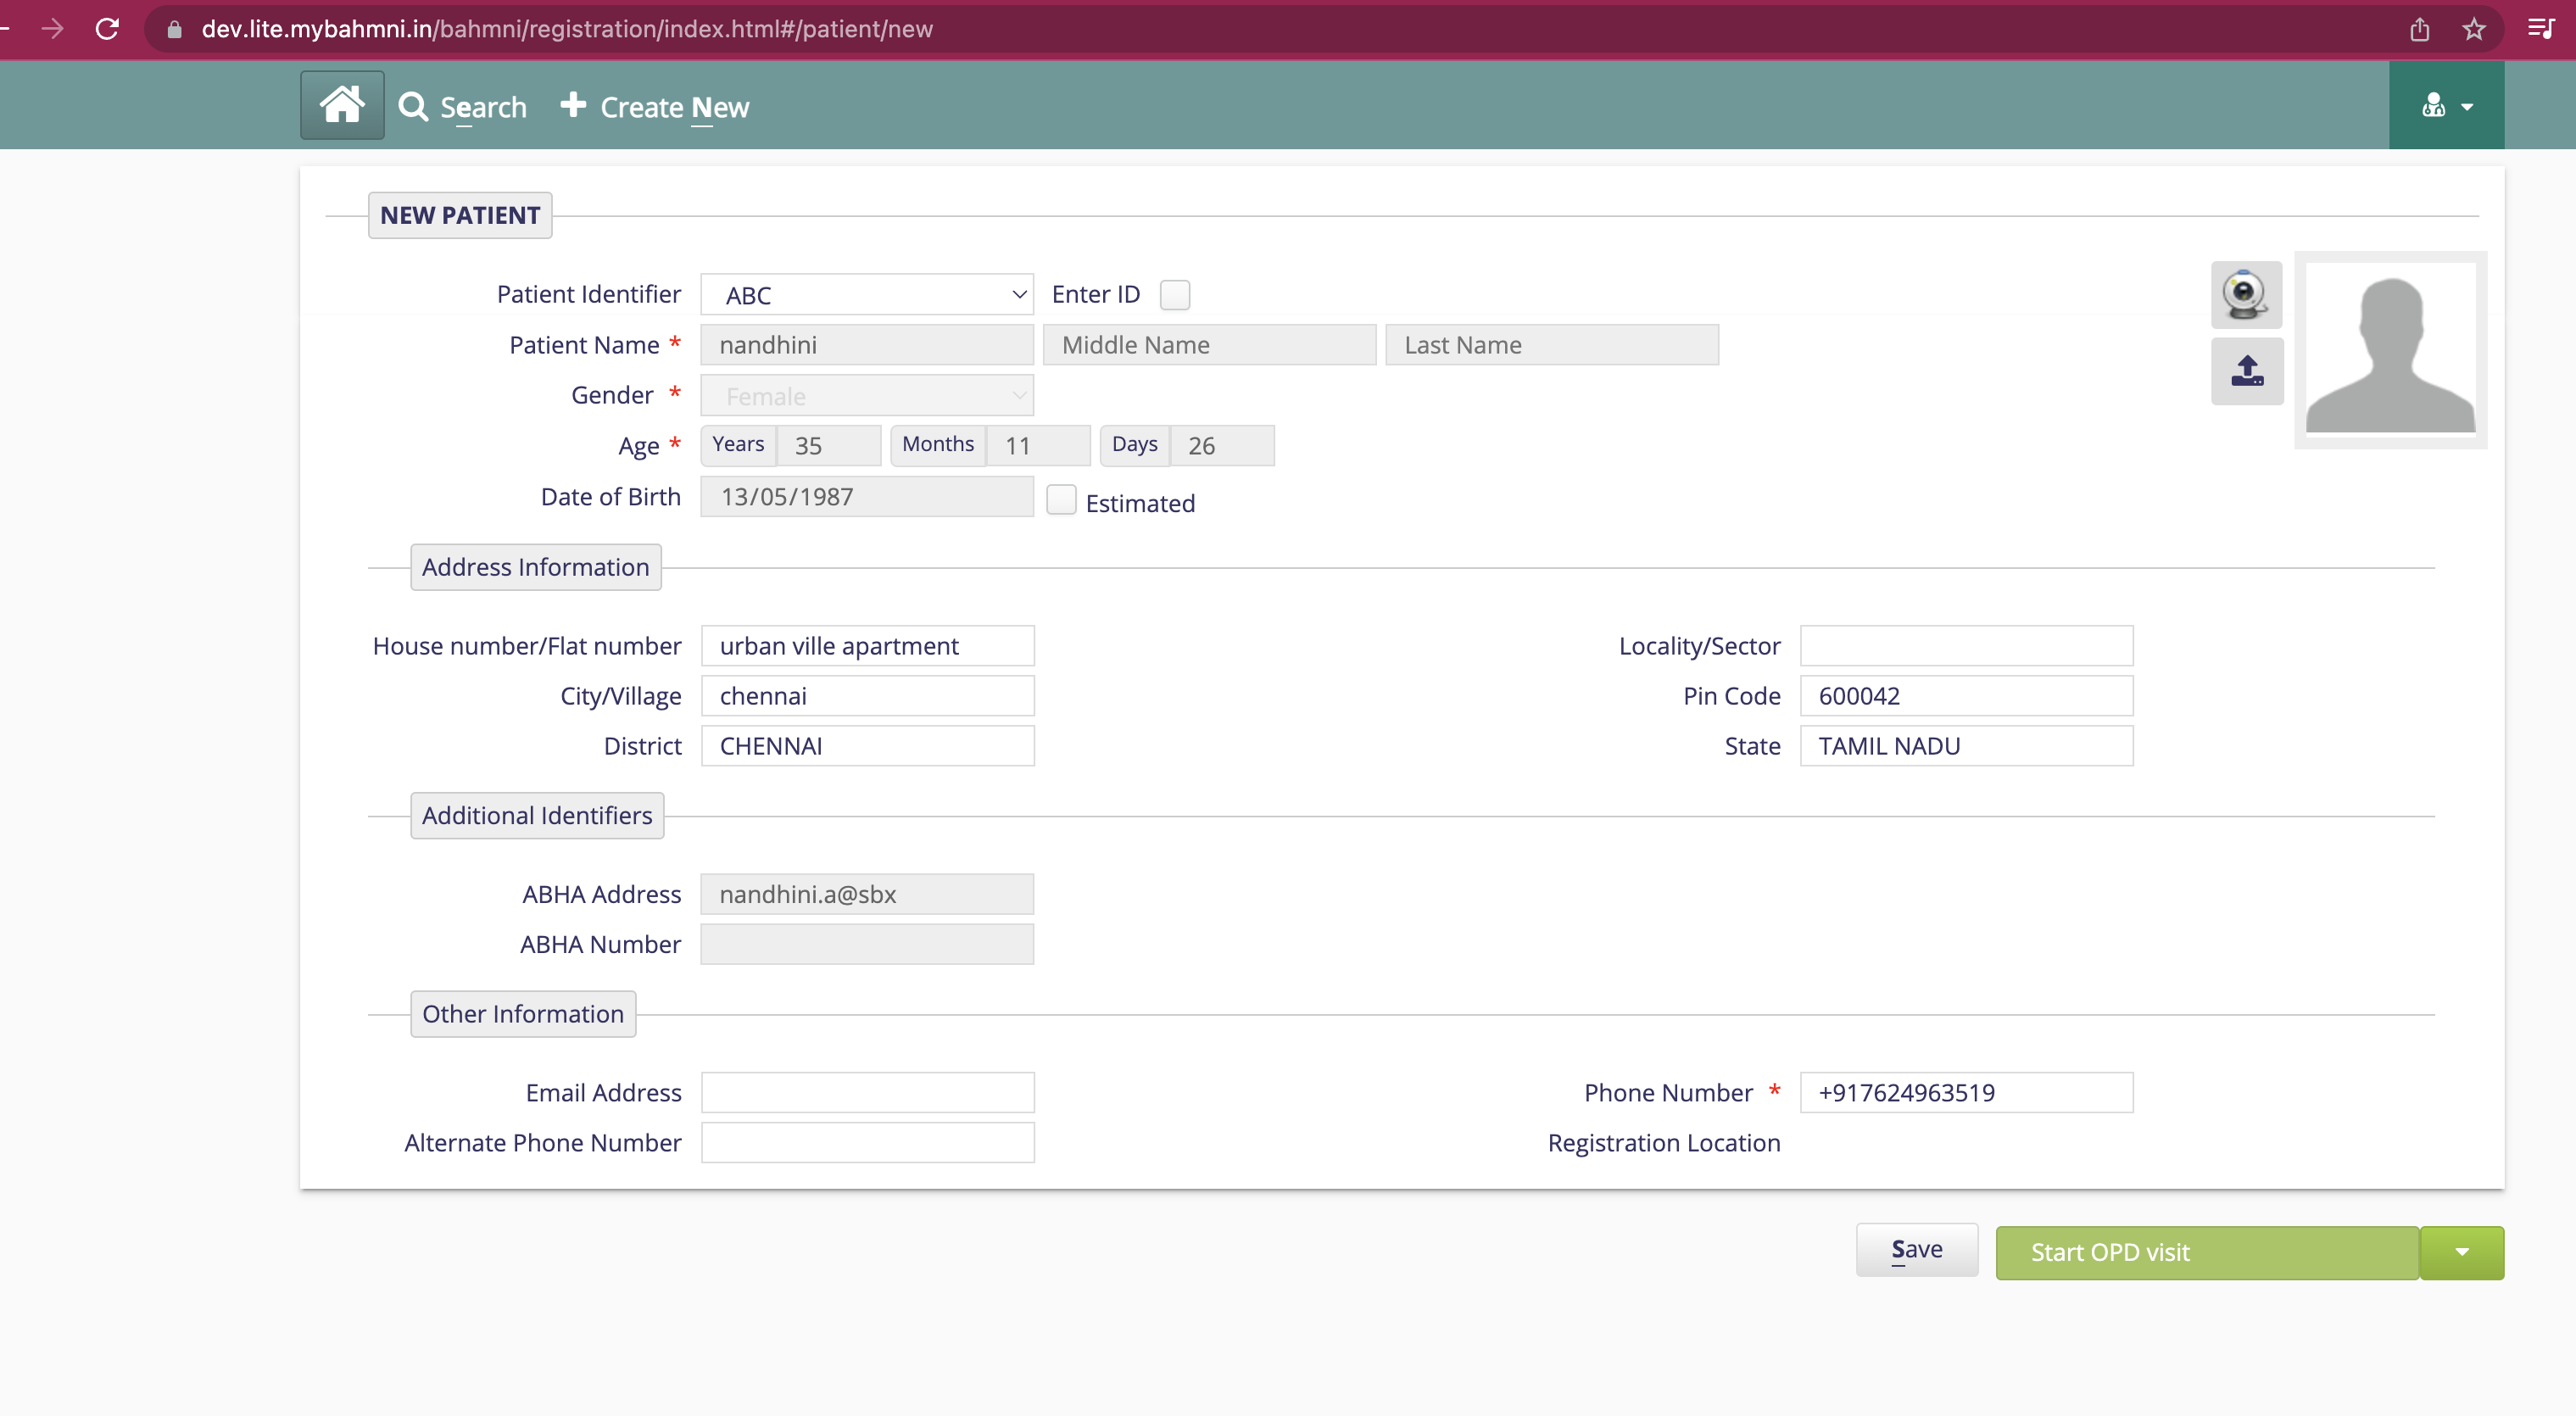 dev.lite.mybahmni.in/bahmni/registration/index.html#/patient/new
Search Create New
NEW PATIENT
Patient Identifier ABC Enter ID
Patient Name * nandhini Middle Name Last Name
Gender * Female
Age * Years 35 Months 11 Days 26
Date of Birth 13/05/1987 Estimated
Address Information
House number/Flat number urban ville apartment Locality/Sector
City/Village chennai Pin Code 600042
District CHENNAI State TAMIL NADU
Additional Identifiers
ABHA Address nandhini.a@sbx
ABHA Number
Other Information
Email Address Phone Number * +917624963519
Alternate Phone Number Registration Location
Save Start OPD visit